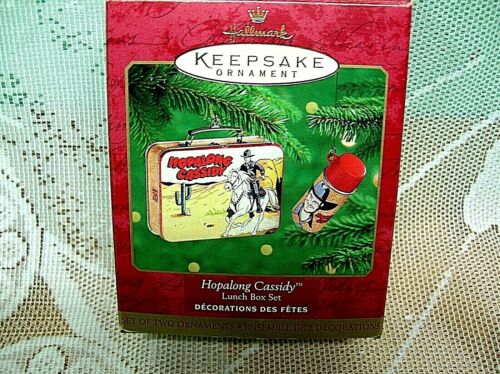 Hallmark
KEEPSAKE
ORNAMENT
HOPALONG
CASSIDY
Hopalong Cassidy™
Lunch Box Set
DÉCORATIONS DES FÊTES
SET OF TWO ORNAMENTS • ENSEMBLE DE 2 DÉCORATIONS